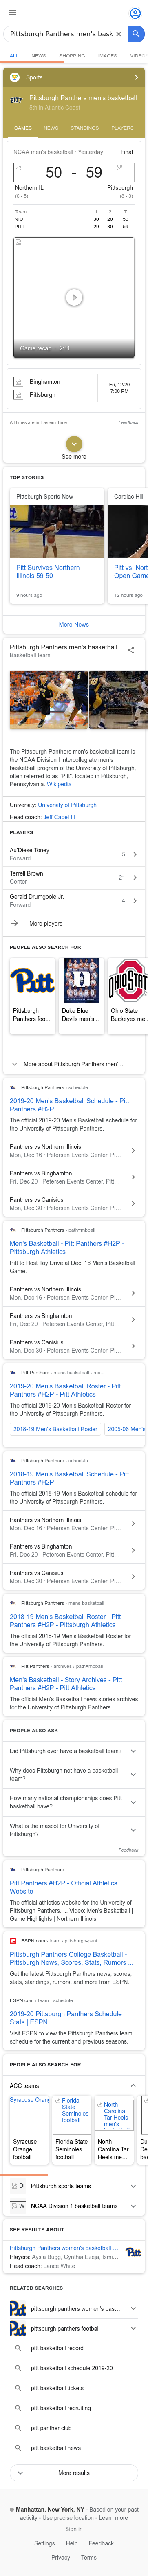 Pittsburgh Panthers men's bask
ALL NEWS SHOPPING IMAGES VIDEO
Sports
Pittsburgh Panthers men's basketball
5th in Atlantic Coast
GAMES NEWS STANDINGS PLAYERS
NCAA men's basketball · Yesterday Final
50 - 59
Northern IL Pittsburgh
Team 1 2 T
NIU 30 20 50
PITT 29 30 59
Game recap · 2:11
Binghamton
Pittsburgh
Fri, 12/20
7:00 PM
All times are in Eastern Time Feedback
See more
TOP STORIES
Pittsburgh Sports Now
Pitt Survives Northern
Illinois 59-50
9 hours ago
Cardiac Hill
Pitt vs. Nort
Open Game
12 hours ago
More News
Pittsburgh Panthers men's basketball
Basketball team
The Pittsburgh Panthers men's basketball team is
the NCAA Division I intercollegiate men's
basketball program of the University of Pittsburgh,
often referred to as "Pitt", located in Pittsburgh,
Pennsylvania. Wikipedia
University: University of Pittsburgh
Head coach: Jeff Capel III
PLAYERS
Au'Diese Toney 5
Forward
Terrell Brown 21
Center
Gerald Drumgoole Jr. 4
Forward
More players
PEOPLE ALSO SEARCH FOR
Pitt
Pittsburgh
Panthers foot...
Duke Blue
Devils men's...
OHIO STATE
Ohio State
Buckeyes me...
More about Pittsburgh Panthers men'...
Pittsburgh Panthers › schedule
2019-20 Men's Basketball Schedule - Pitt
Panthers #H2P
The official 2019-20 Men's Basketball schedule for
the University of Pittsburgh Panthers.
Panthers vs Northern Illinois
Mon, Dec 16 · Petersen Events Center, Pi...
Panthers vs Binghamton
Fri, Dec 20 · Petersen Events Center, Pitt...
Panthers vs Canisius
Mon, Dec 30 · Petersen Events Center, Pi...
Pittsburgh Panthers › path=mbball
Men's Basketball - Pitt Panthers #H2P -
Pittsburgh Athletics
Pitt to Host Toy Drive at Dec. 16 Men's Basketball
Game.
Panthers vs Northern Illinois
Mon, Dec 16 · Petersen Events Center, Pi...
Panthers vs Binghamton
Fri, Dec 20 · Petersen Events Center, Pitt...
Panthers vs Canisius
Mon, Dec 30 · Petersen Events Center, Pi...
Pitt Panthers › mens-basketball › ros...
2019-20 Men's Basketball Roster - Pitt
Panthers #H2P - Pitt Athletics
The official 2019-20 Men's Basketball Roster for
the University of Pittsburgh Panthers.
2018-19 Men's Basketball Roster 2005-06 Men's
Pittsburgh Panthers › schedule
2018-19 Men's Basketball Schedule - Pitt
Panthers #H2P
The official 2018-19 Men's Basketball schedule for
the University of Pittsburgh Panthers.
Panthers vs Northern Illinois
Mon, Dec 16 · Petersen Events Center, Pi...
Panthers vs Binghamton
Fri, Dec 20 · Petersen Events Center, Pitt...
Panthers vs Canisius
Mon, Dec 30 · Petersen Events Center, Pi...
Pittsburgh Panthers › mens-basketball
2018-19 Men's Basketball Roster - Pitt
Panthers #H2P - Pittsburgh Athletics
The official 2018-19 Men's Basketball Roster for
the University of Pittsburgh Panthers.
Pitt Panthers › archives › path=mbball
Men's Basketball - Story Archives - Pitt
Panthers #H2P - Pitt Athletics
The official Men's Basketball news stories archives
for the University of Pittsburgh Panthers .
PEOPLE ALSO ASK
Did Pittsburgh ever have a basketball team?
Why does Pittsburgh not have a basketball
team?
How many national championships does Pitt
basketball have?
What is the mascot for University of
Pittsburgh?
Feedback
Pittsburgh Panthers
Pitt Panthers #H2P - Official Athletics
Website
The official athletics website for the University of
Pittsburgh Panthers. ... Video: Men's Basketball |
Game Highlights | Northern Illinois.
ESPN.com › team › pittsburgh-pant...
Pittsburgh Panthers College Basketball -
Pittsburgh News, Scores, Stats, Rumors ...
Get the latest Pittsburgh Panthers news, scores,
stats, standings, rumors, and more from ESPN.
ESPN.com › team › schedule
2019-20 Pittsburgh Panthers Schedule
Stats | ESPN
Visit ESPN to view the Pittsburgh Panthers team
schedule for the current and previous seasons.
PEOPLE ALSO SEARCH FOR
ACC teams
Syracuse Orang
Syracuse
Orange
football
Florida
State
Seminoles
football
Florida State
Seminoles
football
North
Carolina
Tar Heels
men's
North Carolina
Tar Heels me...
Pittsburgh sports teams
NCAA Division 1 basketball teams
SEE RESULTS ABOUT
Pittsburgh Panthers women's basketball ...
Players: Aysia Bugg, Cynthia Ezeja, Ismi...
Head coach: Lance White
RELATED SEARCHES
pittsburgh panthers women's bas...
pittsburgh panthers football
pitt basketball record
pitt basketball schedule 2019-20
pitt basketball tickets
pitt basketball recruiting
pitt panther club
pitt basketball news
More results
Manhattan, New York, NY - Based on your past
activity - Use precise location - Learn more
Sign in
Settings Help Feedback
Privacy Terms